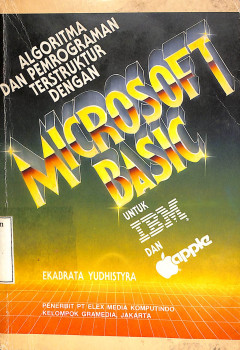 ALGORITMA
DAN PEMROGRAMAN
TERSTRUKTUR
DENGAN
MICROSOFT
BASIC
UNTUK
IBM
DAN
apple
EKADRATA YUDHISTYRA
PENERBIT PT ELEX MEDIA KOMPUTINDO
KELOMPOK GRAMEDIA, JAKARTA